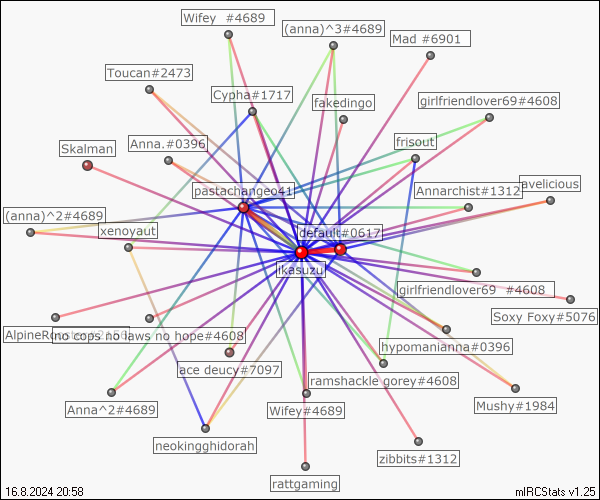 Wifey  #4689
(anna)^3#4689
Mad #6901
Toucan#2473
Cypha#1717
fakedingo
girlfriendlover69#4608
Skalman
Anna.#0396
frisout
pastachangeo41
Annarchist#1312
avelicious
(anna)^2#4689
xenoyaut
default#0617
ikasuzu
girlfriendlover69  #4608
Soxy Foxy#5076
no cops no laws no hope#4608
hypomanianna#0396
ace deucy#7097
ramshackle gorey#4608
Anna^2#4689
Wifey#4689
Mushy#1984
neokingghidorah
zibbits#1312
rattgaming
16.8.2024 20:58
mIRCStats v1.25